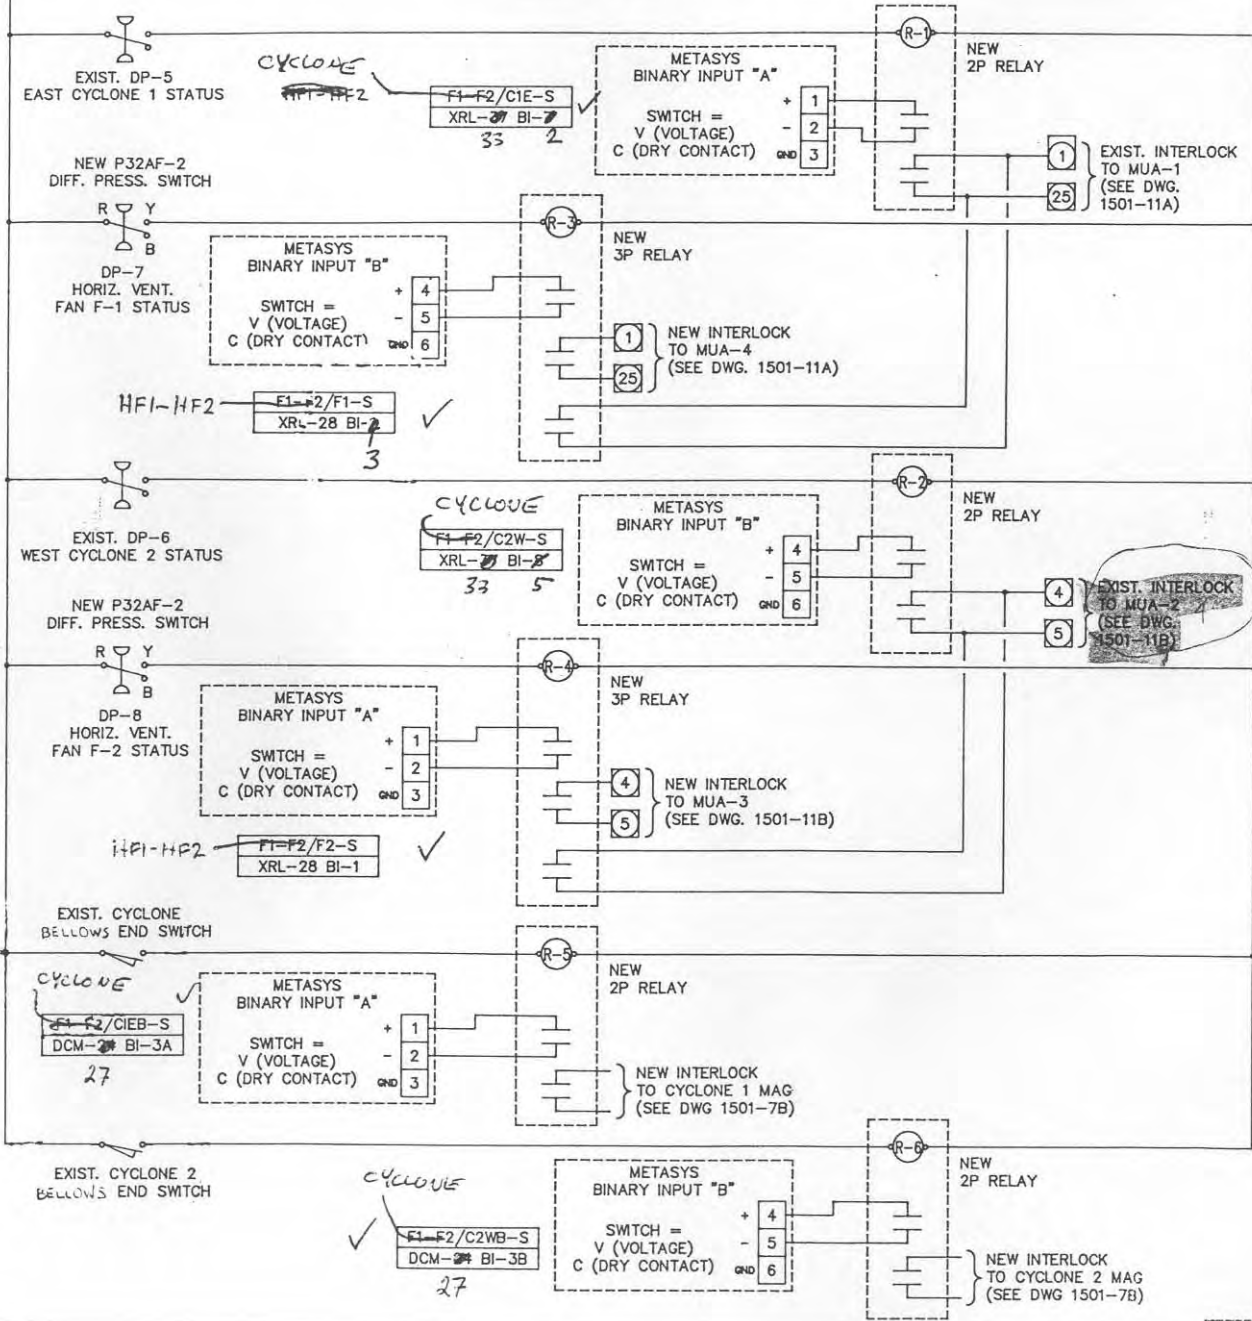 R-1
NEW
2P RELAY
EXIST. DP-5
EAST CYCLONE 1 STATUS
CYCLONE
HF1-HF2
F1-F2/C1E-S
XRL- BI-
33 2
METASYS
BINARY INPUT "A"
SWITCH =
V (VOLTAGE)
C (DRY CONTACT)
+ 1
- 2
GND 3
1
25
EXIST. INTERLOCK
TO MUA-1
(SEE DWG.
1501-11A)
NEW P32AF-2
DIFF. PRESS. SWITCH
R Y
B
DP-7
HORIZ. VENT.
FAN F-1 STATUS
R-3
NEW
3P RELAY
METASYS
BINARY INPUT "B"
SWITCH =
V (VOLTAGE)
C (DRY CONTACT)
+ 4
- 5
GND 6
1
25
NEW INTERLOCK
TO MUA-4
(SEE DWG. 1501-11A)
HF1-HF2
F1-F2/F1-S
XRL-28 BI-
3
R-2
NEW
2P RELAY
EXIST. DP-6
WEST CYCLONE 2 STATUS
CYCLONE
F1-F2/C2W-S
XRL- BI-8
33 5
METASYS
BINARY INPUT "B"
SWITCH =
V (VOLTAGE)
C (DRY CONTACT)
+ 4
- 5
GND 6
4
5
EXIST. INTERLOCK
TO MUA-2
(SEE DWG.
1501-11B)
NEW P32AF-2
DIFF. PRESS. SWITCH
R Y
B
DP-8
HORIZ. VENT.
FAN F-2 STATUS
R-4
NEW
3P RELAY
METASYS
BINARY INPUT "A"
SWITCH =
V (VOLTAGE)
C (DRY CONTACT)
+ 1
- 2
GND 3
4
5
NEW INTERLOCK
TO MUA-3
(SEE DWG. 1501-11B)
HF1-HF2
F1-F2/F2-S
XRL-28 BI-1
EXIST. CYCLONE
BELLOWS END SWITCH
R-5
NEW
2P RELAY
CYCLONE
F1-F2/CIEB-S
DCM- BI-3A
27
METASYS
BINARY INPUT "A"
SWITCH =
V (VOLTAGE)
C (DRY CONTACT)
+ 1
- 2
GND 3
NEW INTERLOCK
TO CYCLONE 1 MAG
(SEE DWG 1501-7B)
EXIST. CYCLONE 2
BELLOWS END SWITCH
R-6
NEW
2P RELAY
CYCLONE
F1-F2/C2WB-S
DCM- BI-3B
27
METASYS
BINARY INPUT "B"
SWITCH =
V (VOLTAGE)
C (DRY CONTACT)
+ 4
- 5
GND 6
NEW INTERLOCK
TO CYCLONE 2 MAG
(SEE DWG 1501-7B)